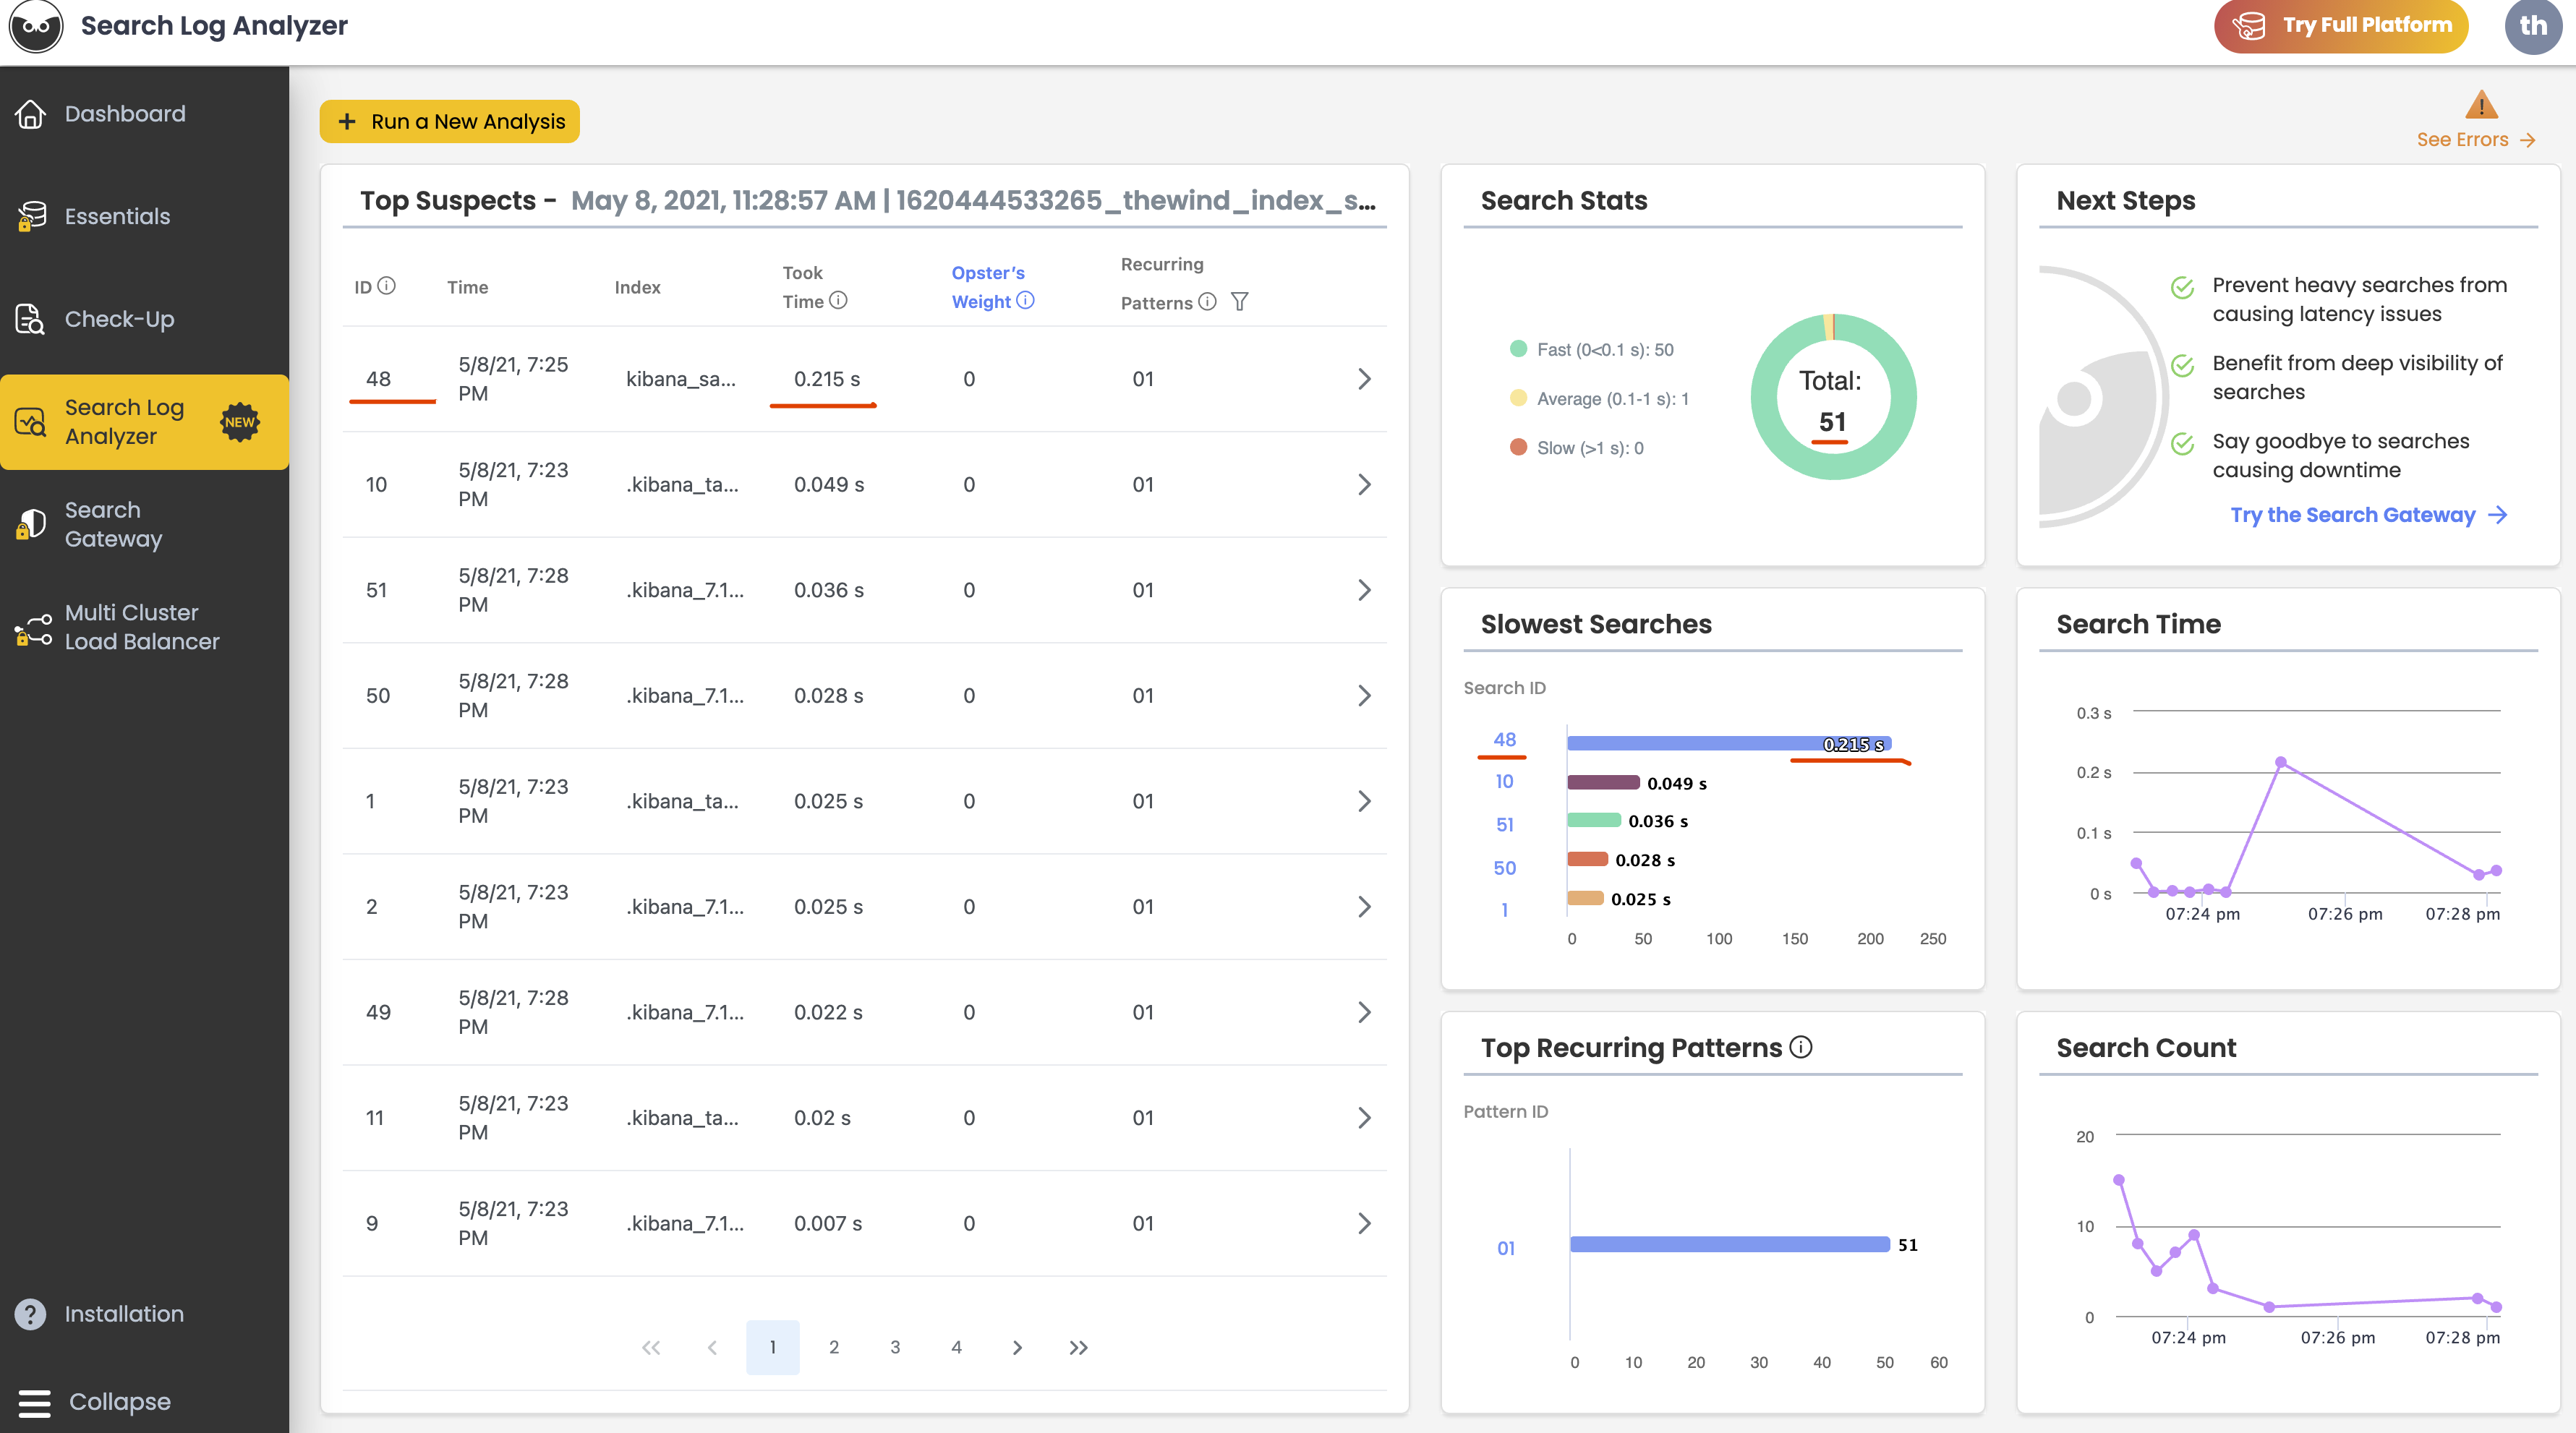 Search Log Analyzer
Try Full Platform
th
Dashboard
Essentials
Check-Up
Search Log
Analyzer
NEW
Search
Gateway
Multi Cluster
Load Balancer
Installation
Collapse
+ Run a New Analysis
See Errors →
Top Suspects - May 8, 2021, 11:28:57 AM | 1620444533265_thewind_index_s...
ID Time Index Took Time Opster's Weight Recurring Patterns
48 5/8/21, 7:25 PM kibana_sa... 0.215 s 0 01
10 5/8/21, 7:23 PM .kibana_ta... 0.049 s 0 01
51 5/8/21, 7:28 PM .kibana_7.1... 0.036 s 0 01
50 5/8/21, 7:28 PM .kibana_7.1... 0.028 s 0 01
1 5/8/21, 7:23 PM .kibana_ta... 0.025 s 0 01
2 5/8/21, 7:23 PM .kibana_7.1... 0.025 s 0 01
49 5/8/21, 7:28 PM .kibana_7.1... 0.022 s 0 01
11 5/8/21, 7:23 PM .kibana_ta... 0.02 s 0 01
9 5/8/21, 7:23 PM .kibana_7.1... 0.007 s 0 01
1 2 3 4
Search Stats
Fast (0<0.1 s): 50
Average (0.1-1 s): 1
Slow (>1 s): 0
Total:
51
Next Steps
Prevent heavy searches from
causing latency issues
Benefit from deep visibility of
searches
Say goodbye to searches
causing downtime
Try the Search Gateway →
Slowest Searches
Search ID
48 0.215 s
10 0.049 s
51 0.036 s
50 0.028 s
1 0.025 s
0 50 100 150 200 250
Search Time
0.3 s
0.2 s
0.1 s
0 s
07:24 pm 07:26 pm 07:28 pm
Top Recurring Patterns
Pattern ID
01 51
0 10 20 30 40 50 60
Search Count
20
10
0
07:24 pm 07:26 pm 07:28 pm